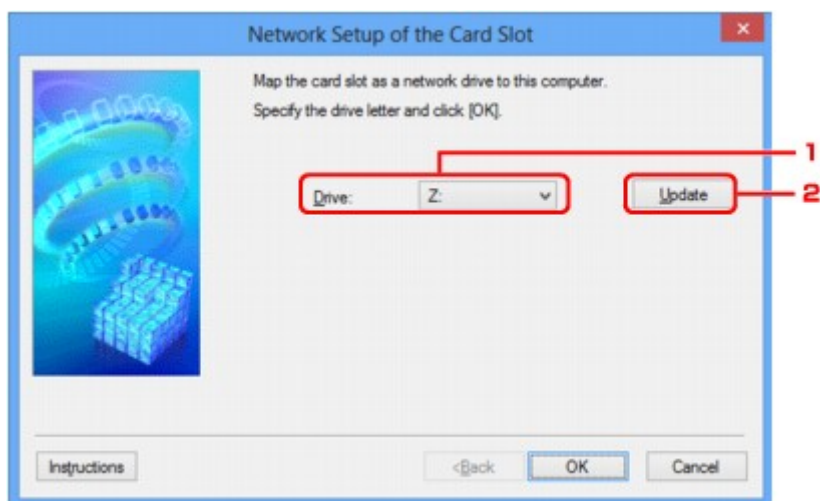 Network Setup of the Card Slot
Map the card slot as a network drive to this computer.
Specify the drive letter and click [OK].
1
Drive: Z: Update
2
Instructions <Back OK Cancel